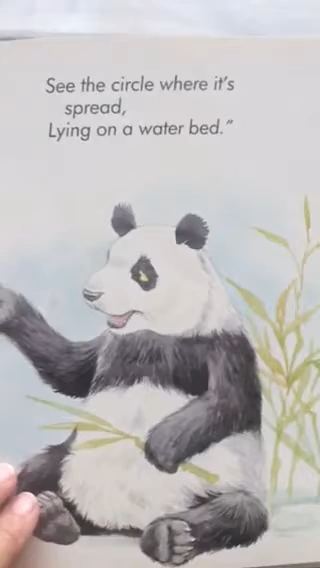 See the circle where it's
spread,
Lying on a water bed.”